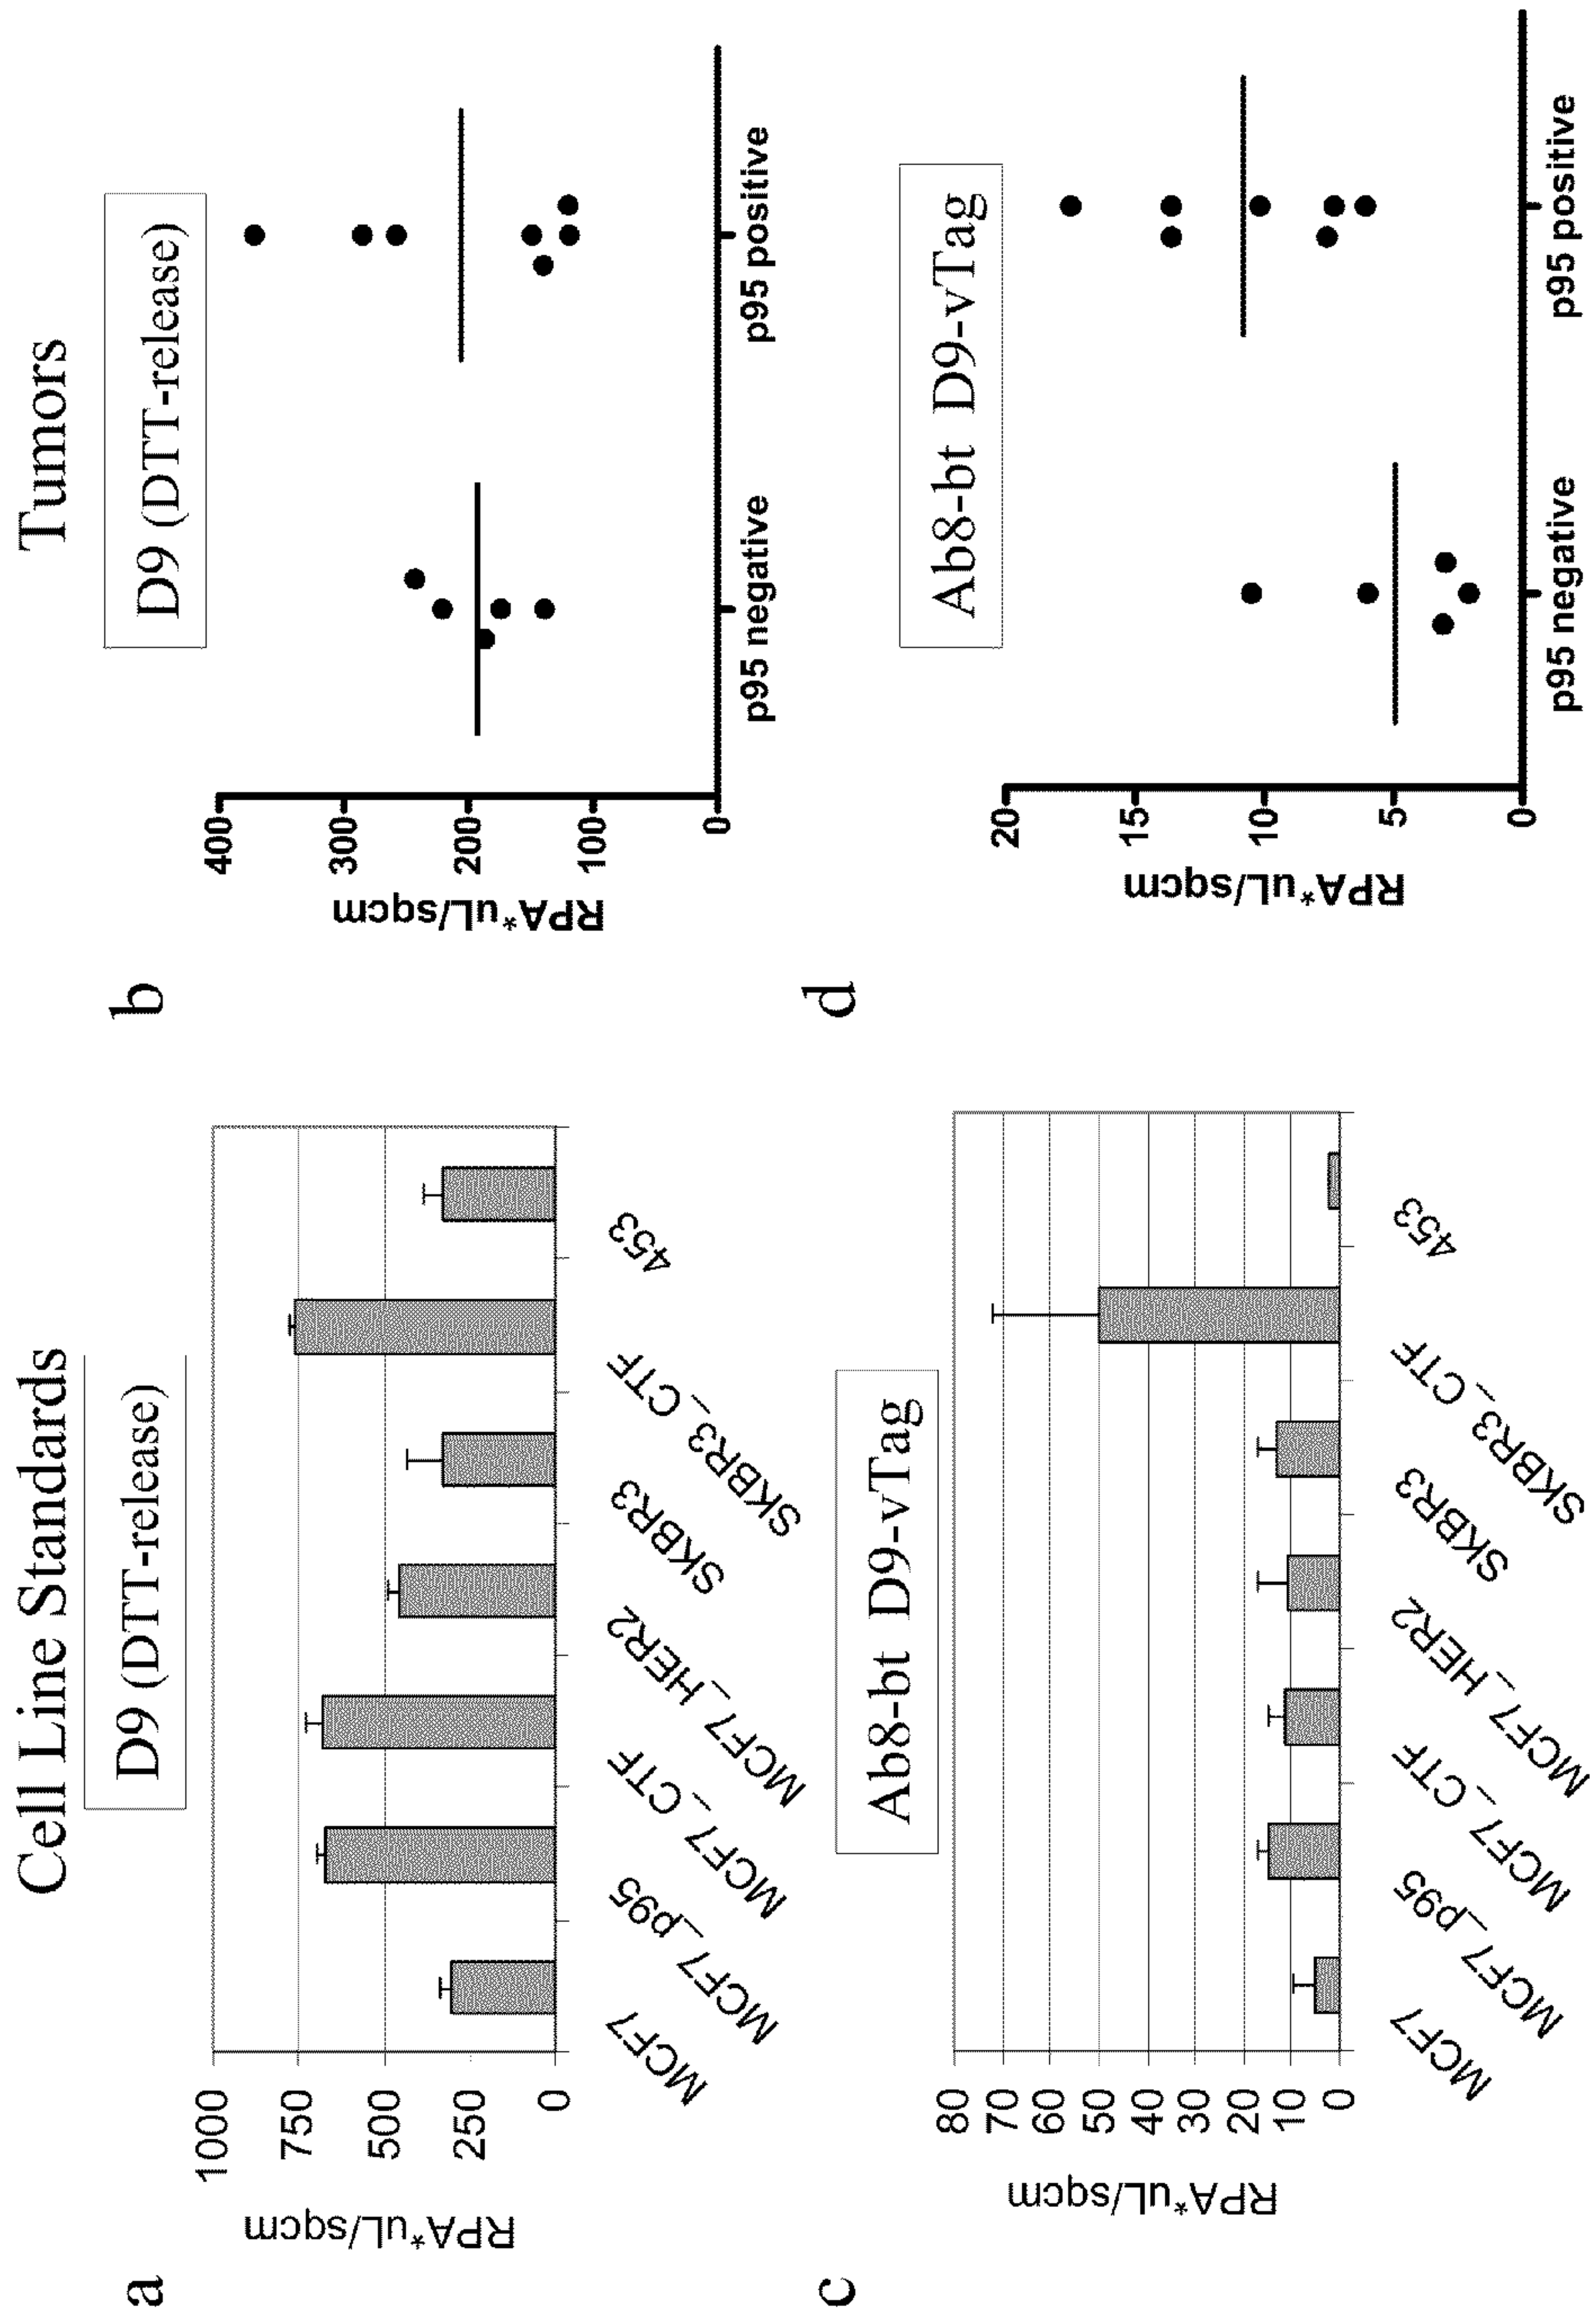 Cell Line Standards
Tumors
a
D9 (DTT-release)
RPA*uL/sqcm
1000
750
500
250
0
MCF7
MCF7_p95
MCF7_CTF
MCF7_HER2
SKBR3
SKBR3_CTF
453
b
D9 (DTT-release)
RPA*uL/sqcm
400
300
200
100
0
p95 negative
p95 positive
c
Ab8-bt D9-vTag
RPA*uL/sqcm
80
70
60
50
40
30
20
10
0
MCF7
MCF7_p95
MCF7_CTF
MCF7_HER2
SKBR3
SKBR3_CTF
453
d
Ab8-bt D9-vTag
RPA*uL/sqcm
20
15
10
5
0
p95 negative
p95 positive